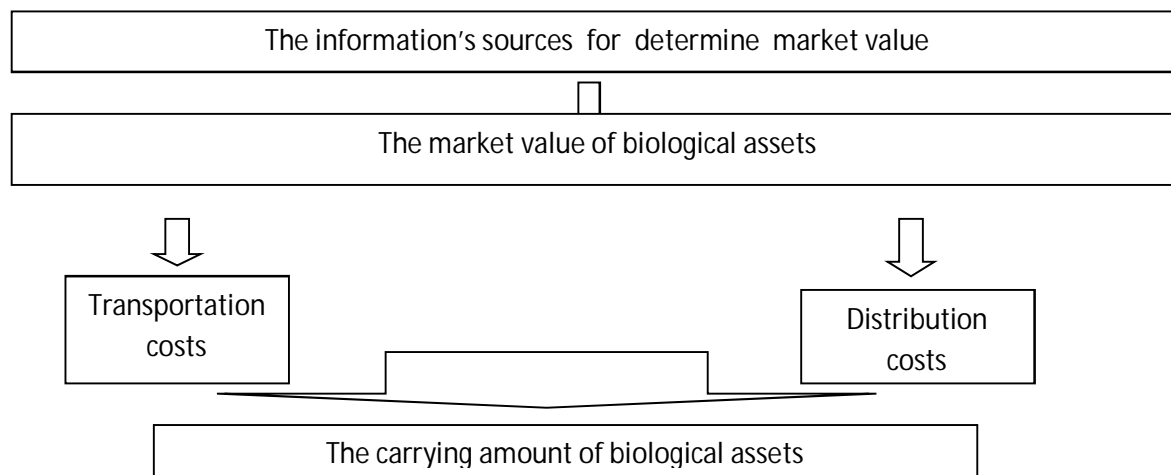 The information's sources for determine market value
The market value of biological assets
Transportation
costs
Distribution
costs
The carrying amount of biological assets